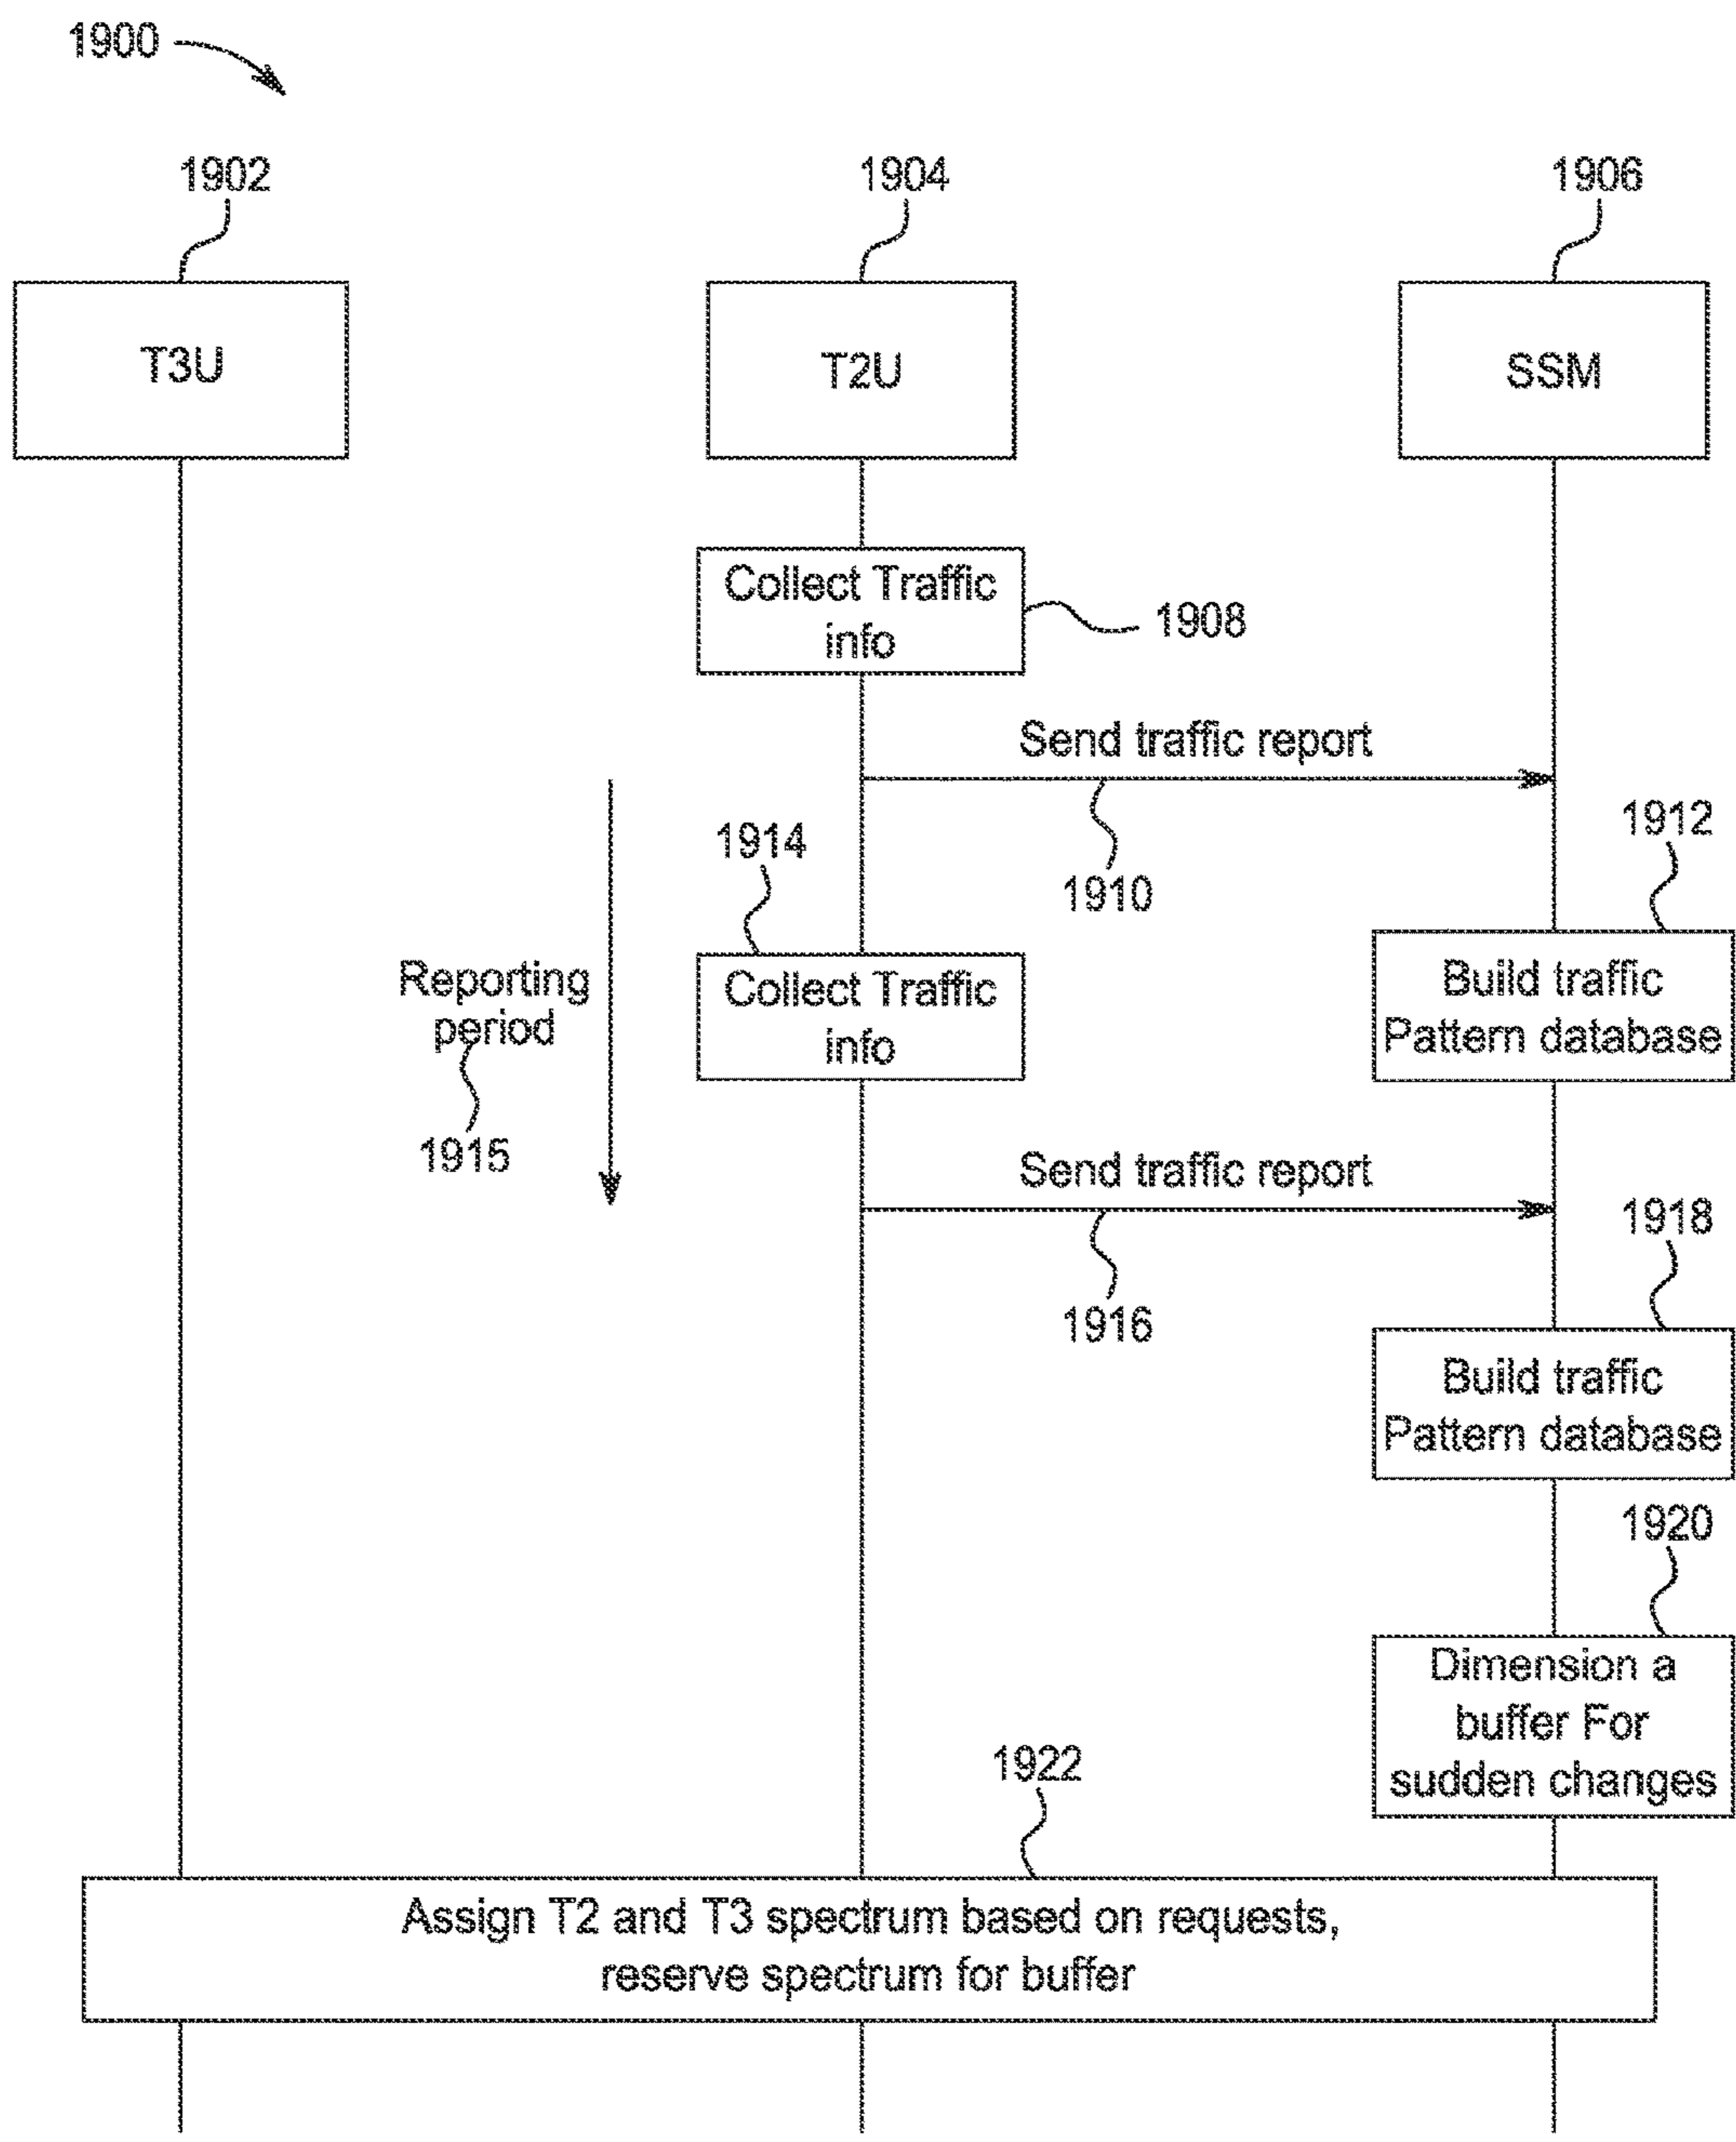 1900
1902
1904
1906
T3U
T2U
SSM
Collect Traffic
info
1908
Send traffic report
1910
1912
1914
Build traffic
Pattern database
Collect Traffic
info
Reporting
period
1915
Send traffic report
1916
1918
Build traffic
Pattern database
1920
Dimension a
buffer For
sudden changes
1922
Assign T2 and T3 spectrum based on requests,
reserve spectrum for buffer